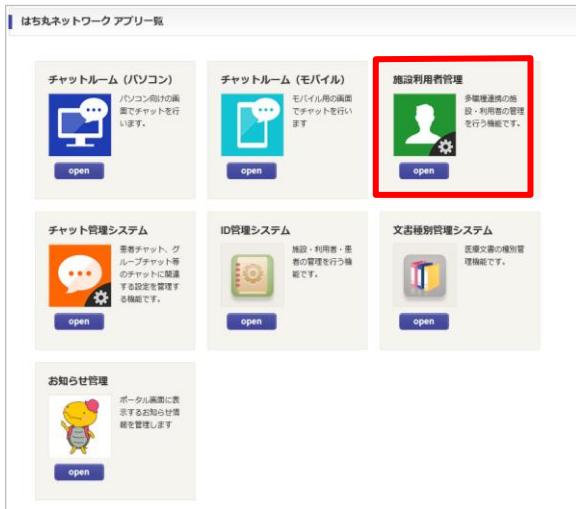 はち丸ネットワーク アプリ一覧
チャットルーム（パソコン）
パソコン向けの画
面でチャットを行
います。
open
チャットルーム（モバイル）
モバイル用の画面
でチャットを行い
ます
open
施設利用者管理
多職種連携の施
設・利用者の管理
を行う機能です。
open
チャット管理システム
患者チャット、グ
ループチャット等
のチャットに関連
する設定を管理す
る機能です。
open
ID管理システム
施設・利用者・患
者の管理を行う機
能です。
open
文書種別管理システム
医療文書の種別管
理機能です。
open
お知らせ管理
ポータル画面に表
示するお知らせ情
報を管理します
open